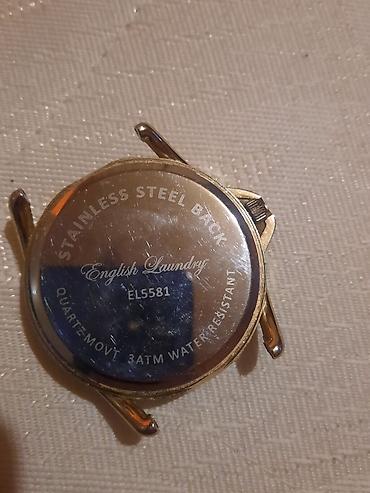 STAINLESS STEEL BACK
English Laundry
EL5581
QUARTZ MOVT 3ATM WATER RESISTANT